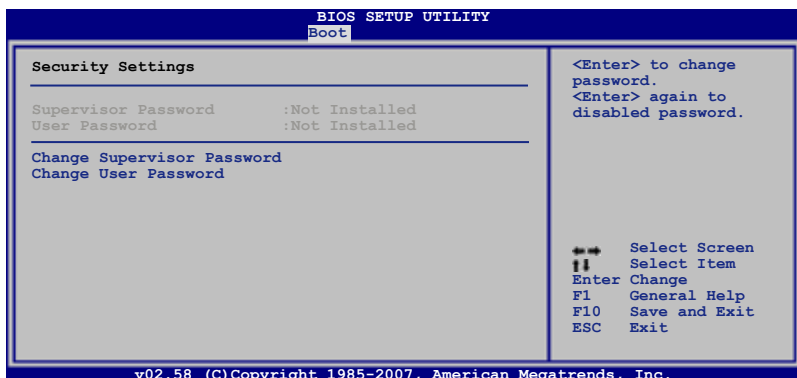 BIOS SETUP UTILITY
Boot
Security Settings
Supervisor Password :Not Installed
User Password :Not Installed
Change Supervisor Password
Change User Password
<Enter> to change
password.
<Enter> again to
disabled password.
Select Screen
Select Item
Enter Change
F1 General Help
F10 Save and Exit
ESC Exit
v02.58 (C)Copyright 1985-2007, American Megatrends, Inc.